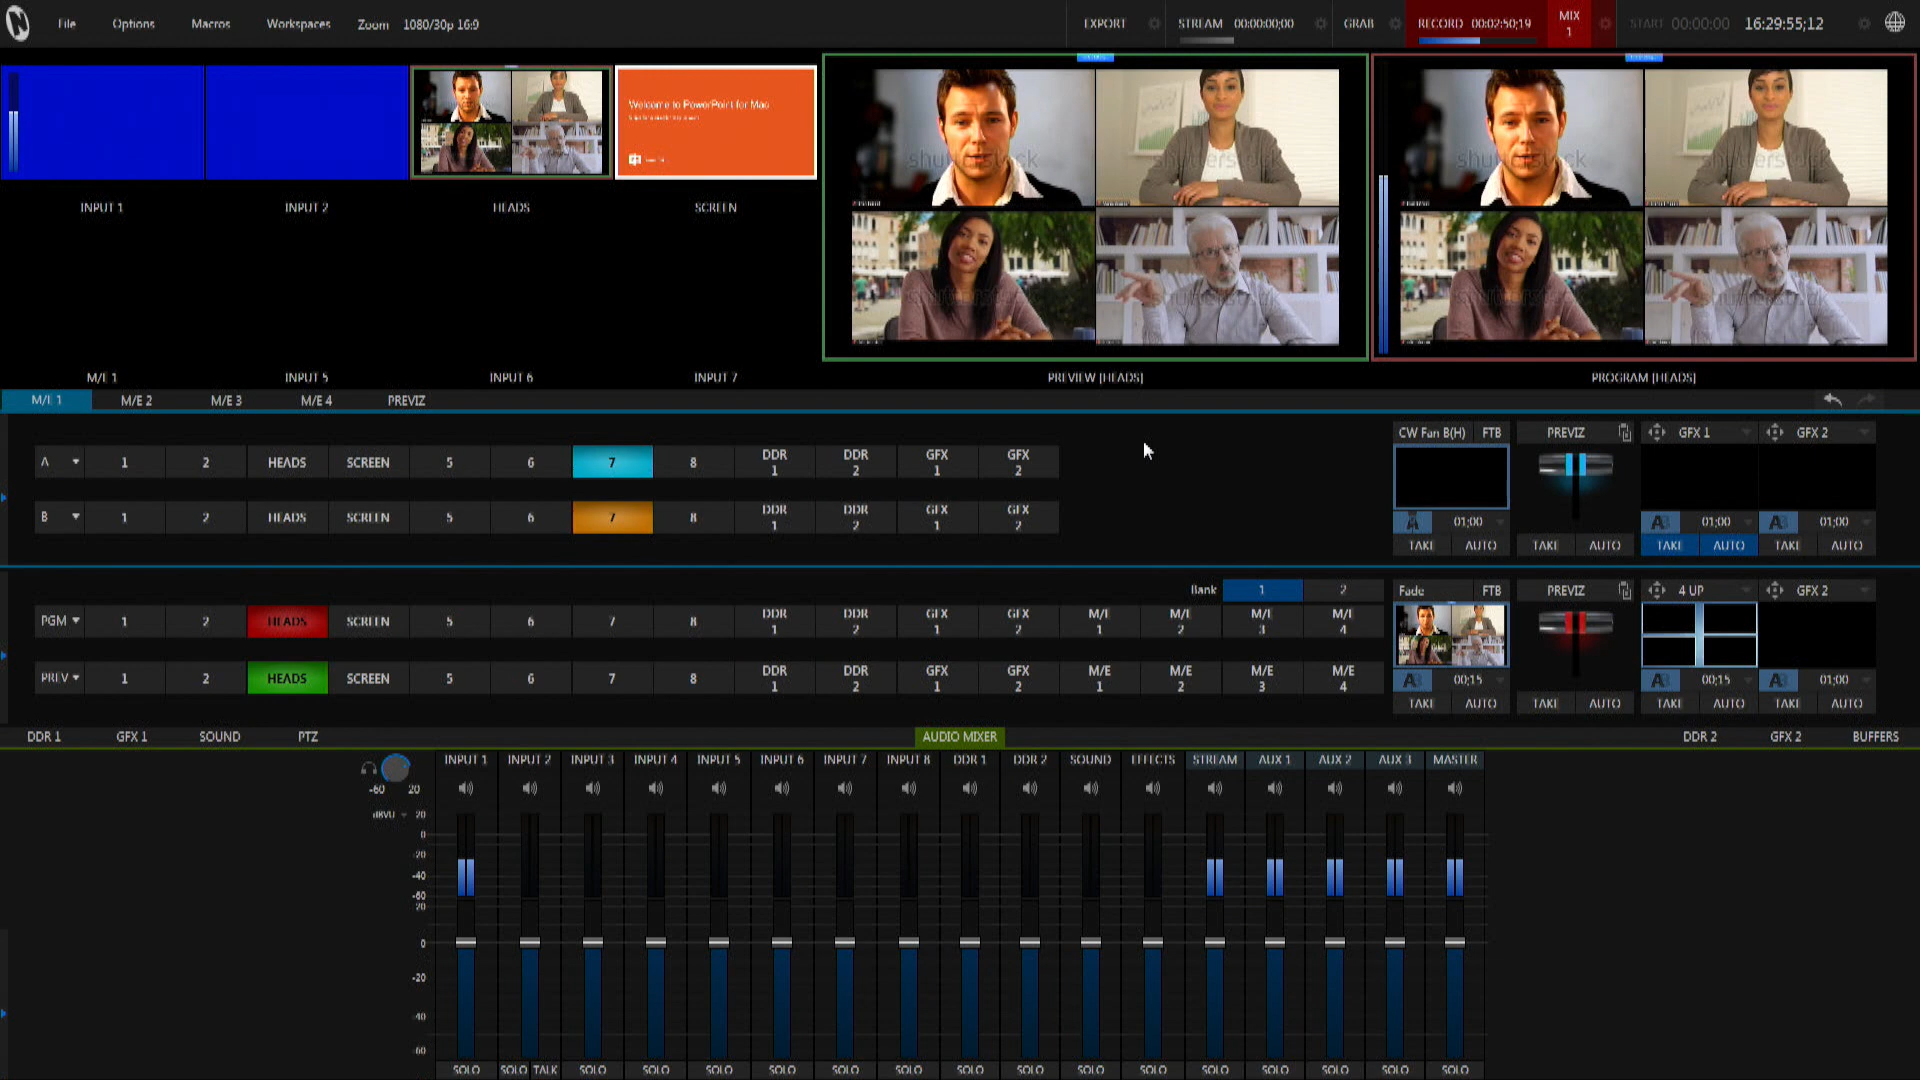 File Options Macros Workspaces Zoom 1080/30p 16:9 EXPORT STREAM 00:00:00;00 GRAB RECORD 00:02:50;19 MIX 1 START 00:00:00 16:29:55;12
Welcome to PowerPoint for Mac
INPUT 1 INPUT 2 HEADS SCREEN
shutterstock shutterstock
M/E 1 INPUT 5 INPUT 6 INPUT 7 PREVIEW [HEADS] PROGRAM [HEADS]
M/E 1 M/E 2 M/E 3 M/E 4 PREVIZ
CW Fan B(H) FTB PREVIZ GFX 1 GFX 2
A 1 2 HEADS SCREEN 5 6 7 8 DDR 1 DDR 2 GFX 1 GFX 2
B 1 2 HEADS SCREEN 5 6 7 8 DDR 1 DDR 2 GFX 1 GFX 2
01;00 01;00 01;00
TAKE AUTO TAKE AUTO TAKE AUTO TAKE AUTO
Bank 1 2 Fade FTB PREVIZ 4 UP GFX 2
PGM 1 2 HEADS SCREEN 5 6 7 8 DDR 1 DDR 2 GFX 1 GFX 2 M/E 1 M/E 2 M/E 3 M/E 4
PREV 1 2 HEADS SCREEN 5 6 7 8 DDR 1 DDR 2 GFX 1 GFX 2 M/E 1 M/E 2 M/E 3 M/E 4
00;15 00;15 01;00
TAKE AUTO TAKE AUTO TAKE AUTO TAKE AUTO
DDR 1 GFX 1 SOUND PTZ AUDIO MIXER DDR 2 GFX 2 BUFFERS
INPUT 1 INPUT 2 INPUT 3 INPUT 4 INPUT 5 INPUT 6 INPUT 7 INPUT 8 DDR 1 DDR 2 SOUND EFFECTS STREAM AUX 1 AUX 2 AUX 3 MASTER
-60 20
dBVU 20
0
-20
-40
-60
20
0
-20
-40
-60
SOLO SOLO TALK SOLO SOLO SOLO SOLO SOLO SOLO SOLO SOLO SOLO SOLO SOLO SOLO SOLO SOLO SOLO